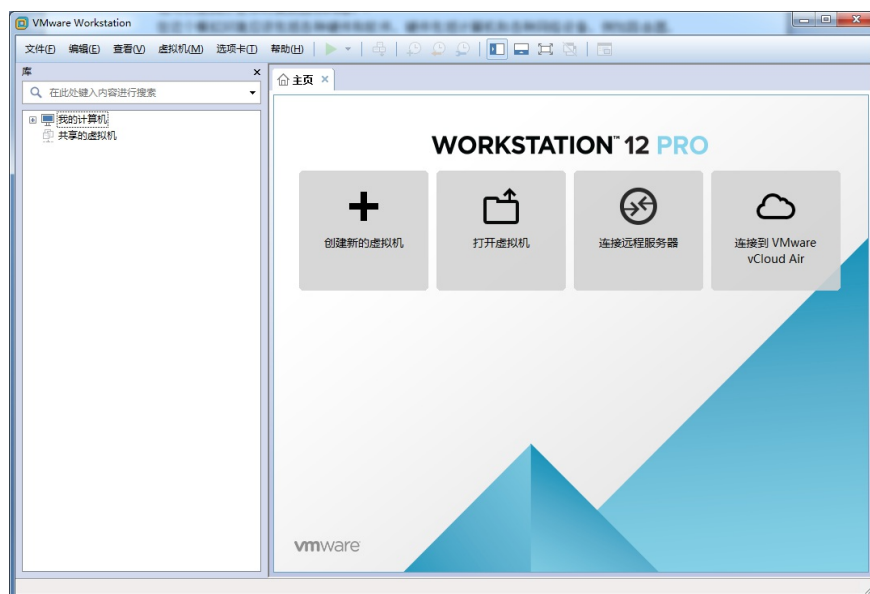 VMware Workstation
文件(F) 编辑(E) 查看(V) 虚拟机(M) 选项卡(T) 帮助(H)
库
主页
在此处键入内容进行搜索
我的计算机
共享的虚拟机
WORKSTATION™ 12 PRO
创建新的虚拟机
打开虚拟机
连接远程服务器
连接到 VMware
vCloud Air
vmware